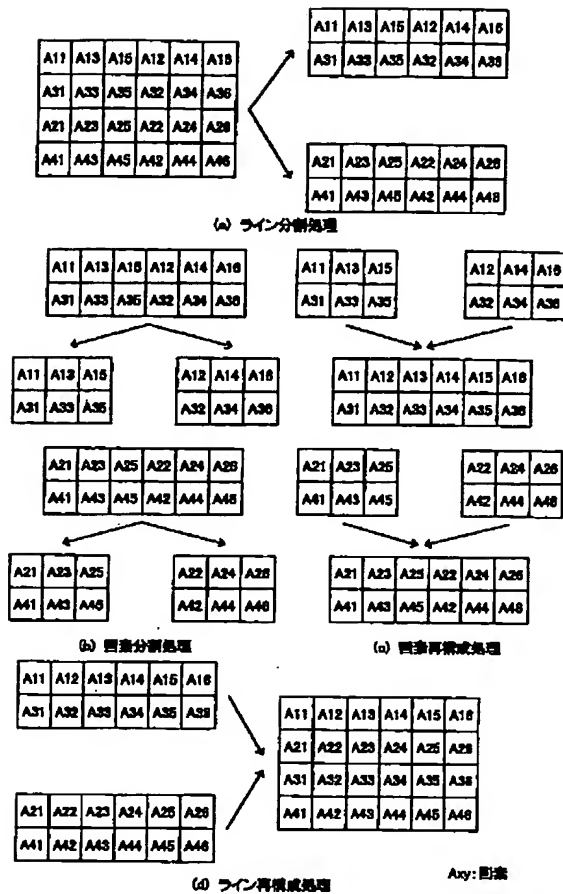 A11 A13 A15 A12 A14 A16
A31 A33 A35 A32 A34 A36
A21 A23 A25 A22 A24 A26
A41 A43 A45 A42 A44 A46
A11 A13 A15 A12 A14 A16
A31 A33 A35 A32 A34 A36
A21 A23 A25 A22 A24 A26
A41 A43 A45 A42 A44 A46
(a) ライン分割処理
A11 A13 A15 A12 A14 A16
A31 A33 A35 A32 A34 A36
A11 A13 A15
A31 A33 A35
A12 A14 A16
A32 A34 A36
A21 A23 A25 A22 A24 A26
A41 A43 A45 A42 A44 A46
A21 A23 A25
A41 A43 A45
A22 A24 A26
A42 A44 A46
(b) 画素分割処理
A11 A13 A15
A31 A33 A35
A12 A14 A16
A32 A34 A36
A11 A12 A13 A14 A15 A16
A31 A32 A33 A34 A35 A36
A21 A23 A25
A41 A43 A45
A22 A24 A26
A42 A44 A46
A21 A23 A25 A22 A24 A26
A41 A43 A45 A42 A44 A46
(c) 画素再構成処理
A11 A12 A13 A14 A15 A16
A31 A32 A33 A34 A35 A36
A21 A22 A23 A24 A25 A26
A41 A42 A43 A44 A45 A46
A11 A12 A13 A14 A15 A16
A21 A22 A23 A24 A25 A26
A31 A32 A33 A34 A35 A36
A41 A42 A43 A44 A45 A46
(d) ライン再構成処理
Axy: 画素